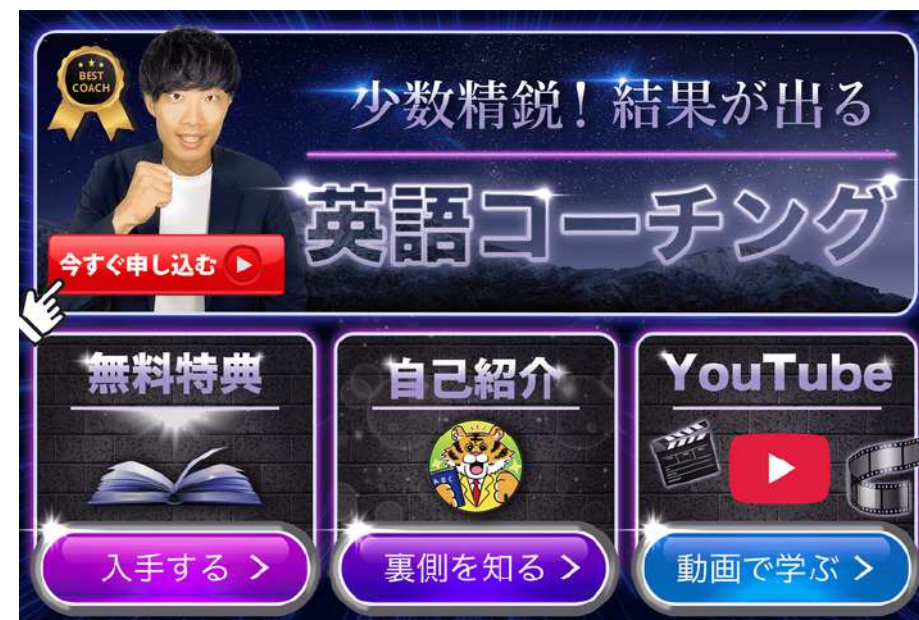 BEST
COACH
少数精鋭！結果が出る
英語コーチング
今すぐ申し込む
無料特典
入手する >
自己紹介
ABC
裏側を知る >
YouTube
動画で学ぶ >